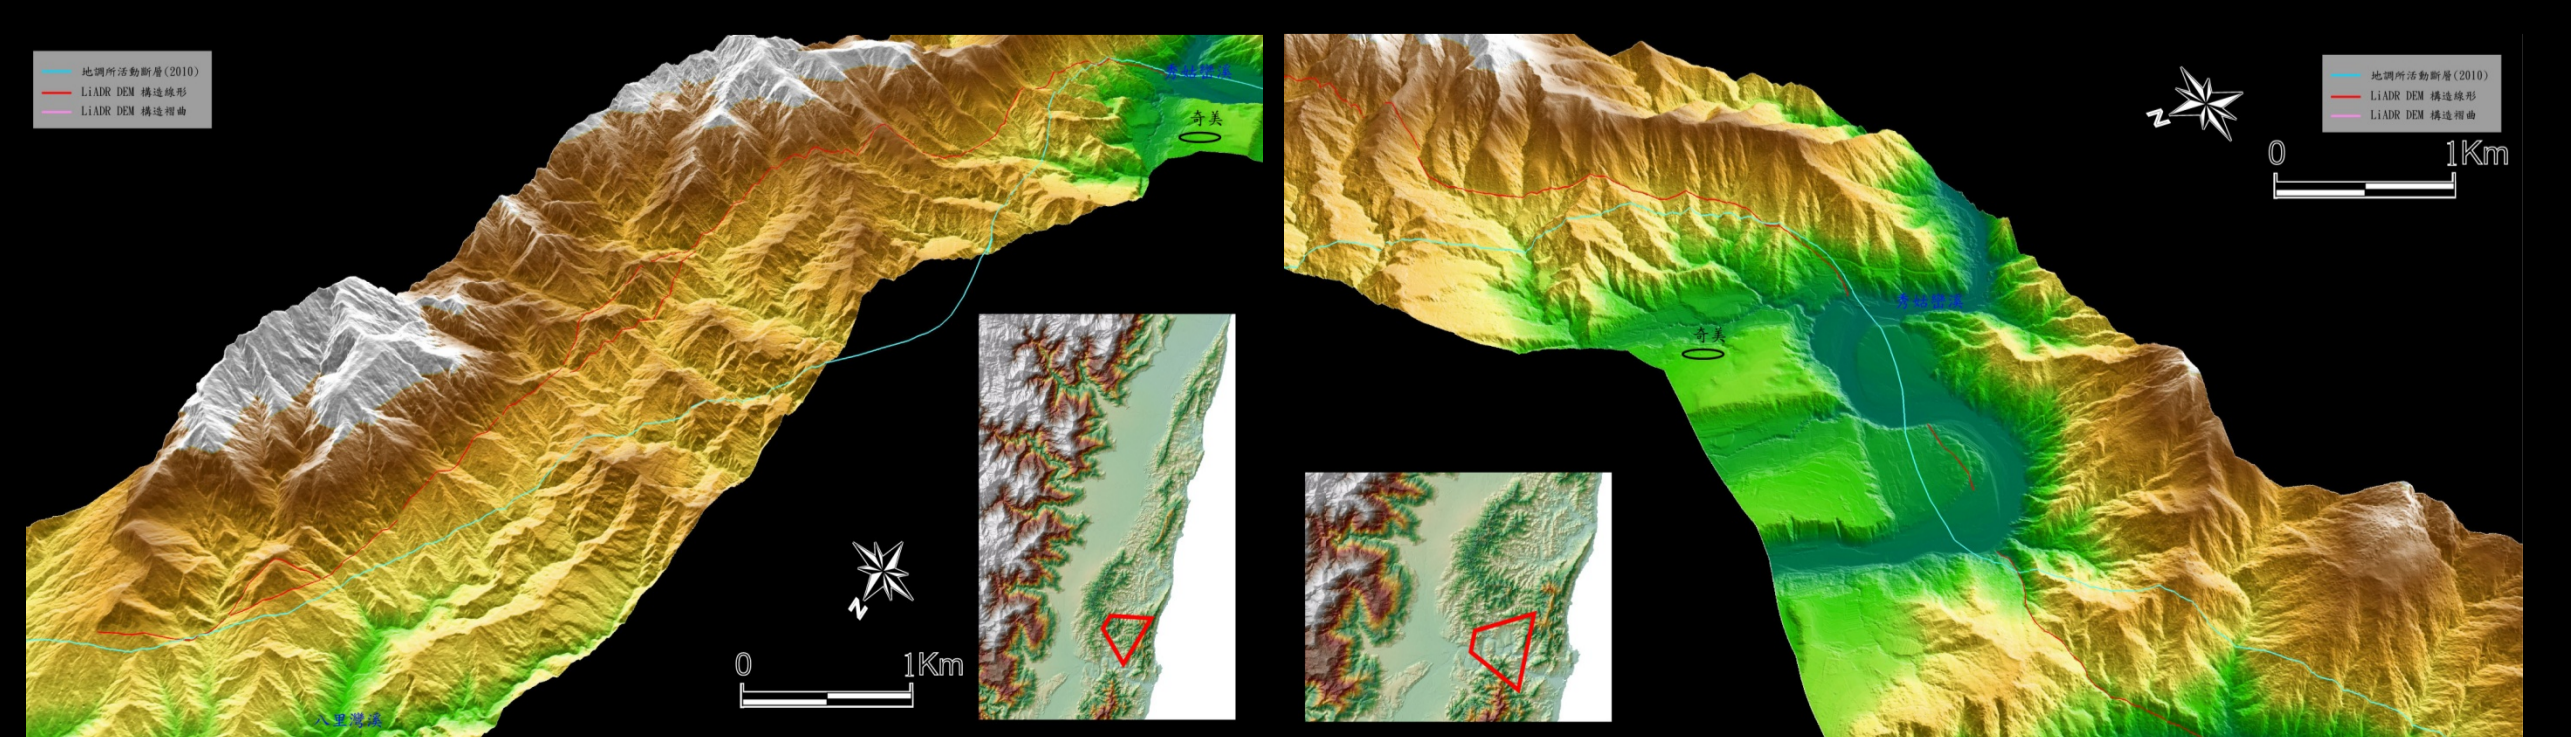 地調所活動斷層(2010)
LiADR DEM 構造線形
LiADR DEM 構造褶曲
秀姑巒溪
奇美
八里灣溪
N
0 1Km
地調所活動斷層(2010)
LiADR DEM 構造線形
LiADR DEM 構造褶曲
N
0 1Km
秀姑巒溪
奇美